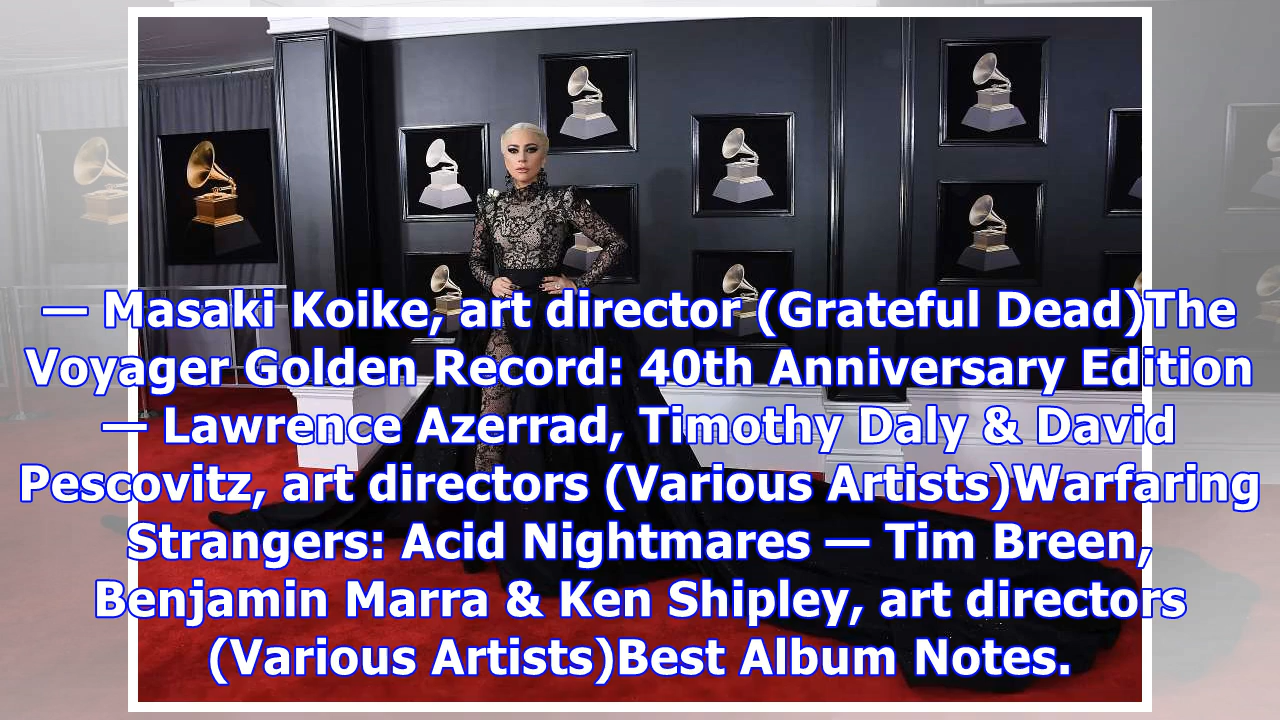 — Masaki Koike, art director (Grateful Dead)The
Voyager Golden Record: 40th Anniversary Edition
— Lawrence Azerrad, Timothy Daly & David
Pescovitz, art directors (Various Artists)Warfaring
Strangers: Acid Nightmares — Tim Breen,
Benjamin Marra & Ken Shipley, art directors
(Various Artists)Best Album Notes.